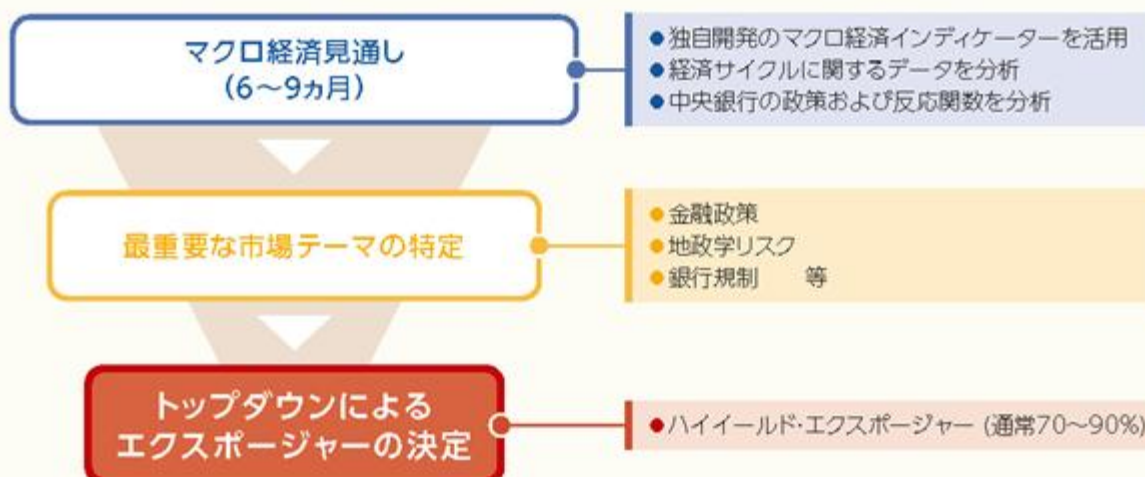 マクロ経済見通し
(6～9ヵ月)
●独自開発のマクロ経済インディケーターを活用
●経済サイクルに関するデータを分析
●中央銀行の政策および反応関数を分析
最重要な市場テーマの特定
●金融政策
●地政学リスク
●銀行規制　　等
トップダウンによる
エクスポージャーの決定
●ハイイールド・エクスポージャー (通常70～90%)